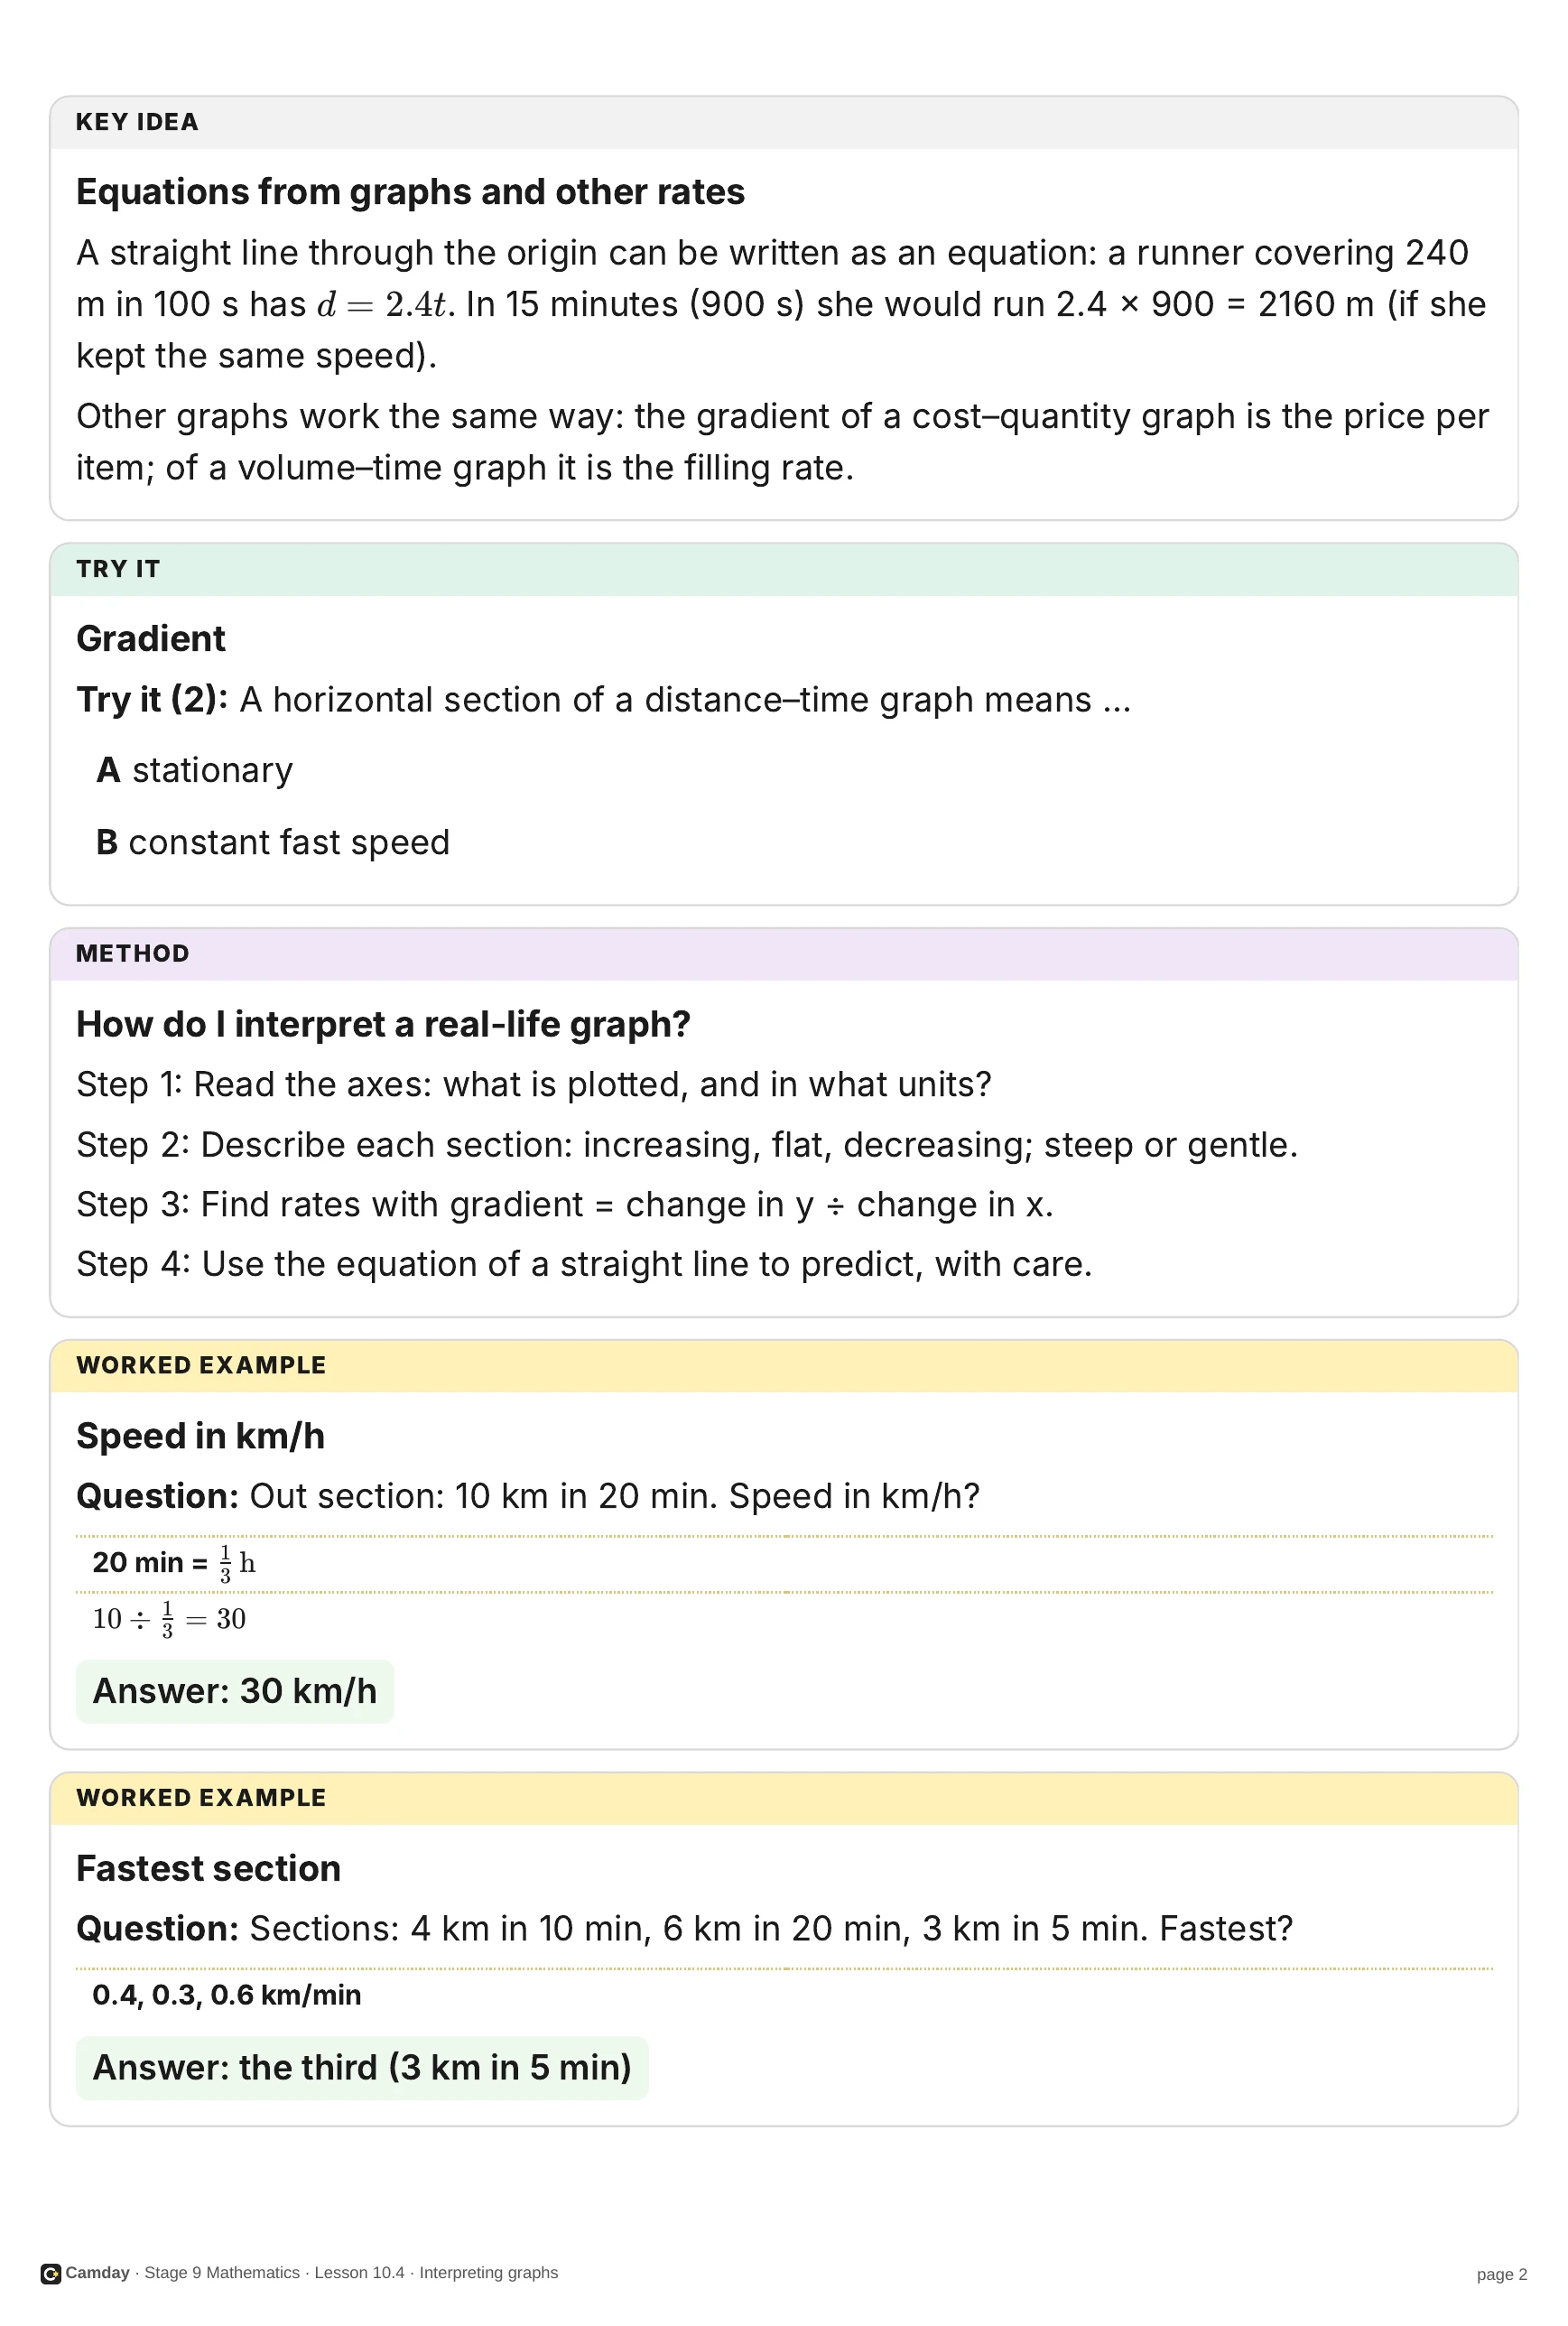 KEY IDEA
Equations from graphs and other rates
A straight line through the origin can be written as an equation: a runner covering 240
m in 100 s has d = 2.4t. In 15 minutes (900 s) she would run 2.4 × 900 = 2160 m (if she
kept the same speed).
Other graphs work the same way: the gradient of a cost–quantity graph is the price per
item; of a volume–time graph it is the filling rate.
TRY IT
Gradient
Try it (2): A horizontal section of a distance–time graph means ...
A stationary
B constant fast speed
METHOD
How do I interpret a real-life graph?
Step 1: Read the axes: what is plotted, and in what units?
Step 2: Describe each section: increasing, flat, decreasing; steep or gentle.
Step 3: Find rates with gradient = change in y ÷ change in x.
Step 4: Use the equation of a straight line to predict, with care.
WORKED EXAMPLE
Speed in km/h
Question: Out section: 10 km in 20 min. Speed in km/h?
20 min = 1/3 h
10 ÷ 1/3 = 30
Answer: 30 km/h
WORKED EXAMPLE
Fastest section
Question: Sections: 4 km in 10 min, 6 km in 20 min, 3 km in 5 min. Fastest?
0.4, 0.3, 0.6 km/min
Answer: the third (3 km in 5 min)
Camday · Stage 9 Mathematics · Lesson 10.4 · Interpreting graphs
page 2